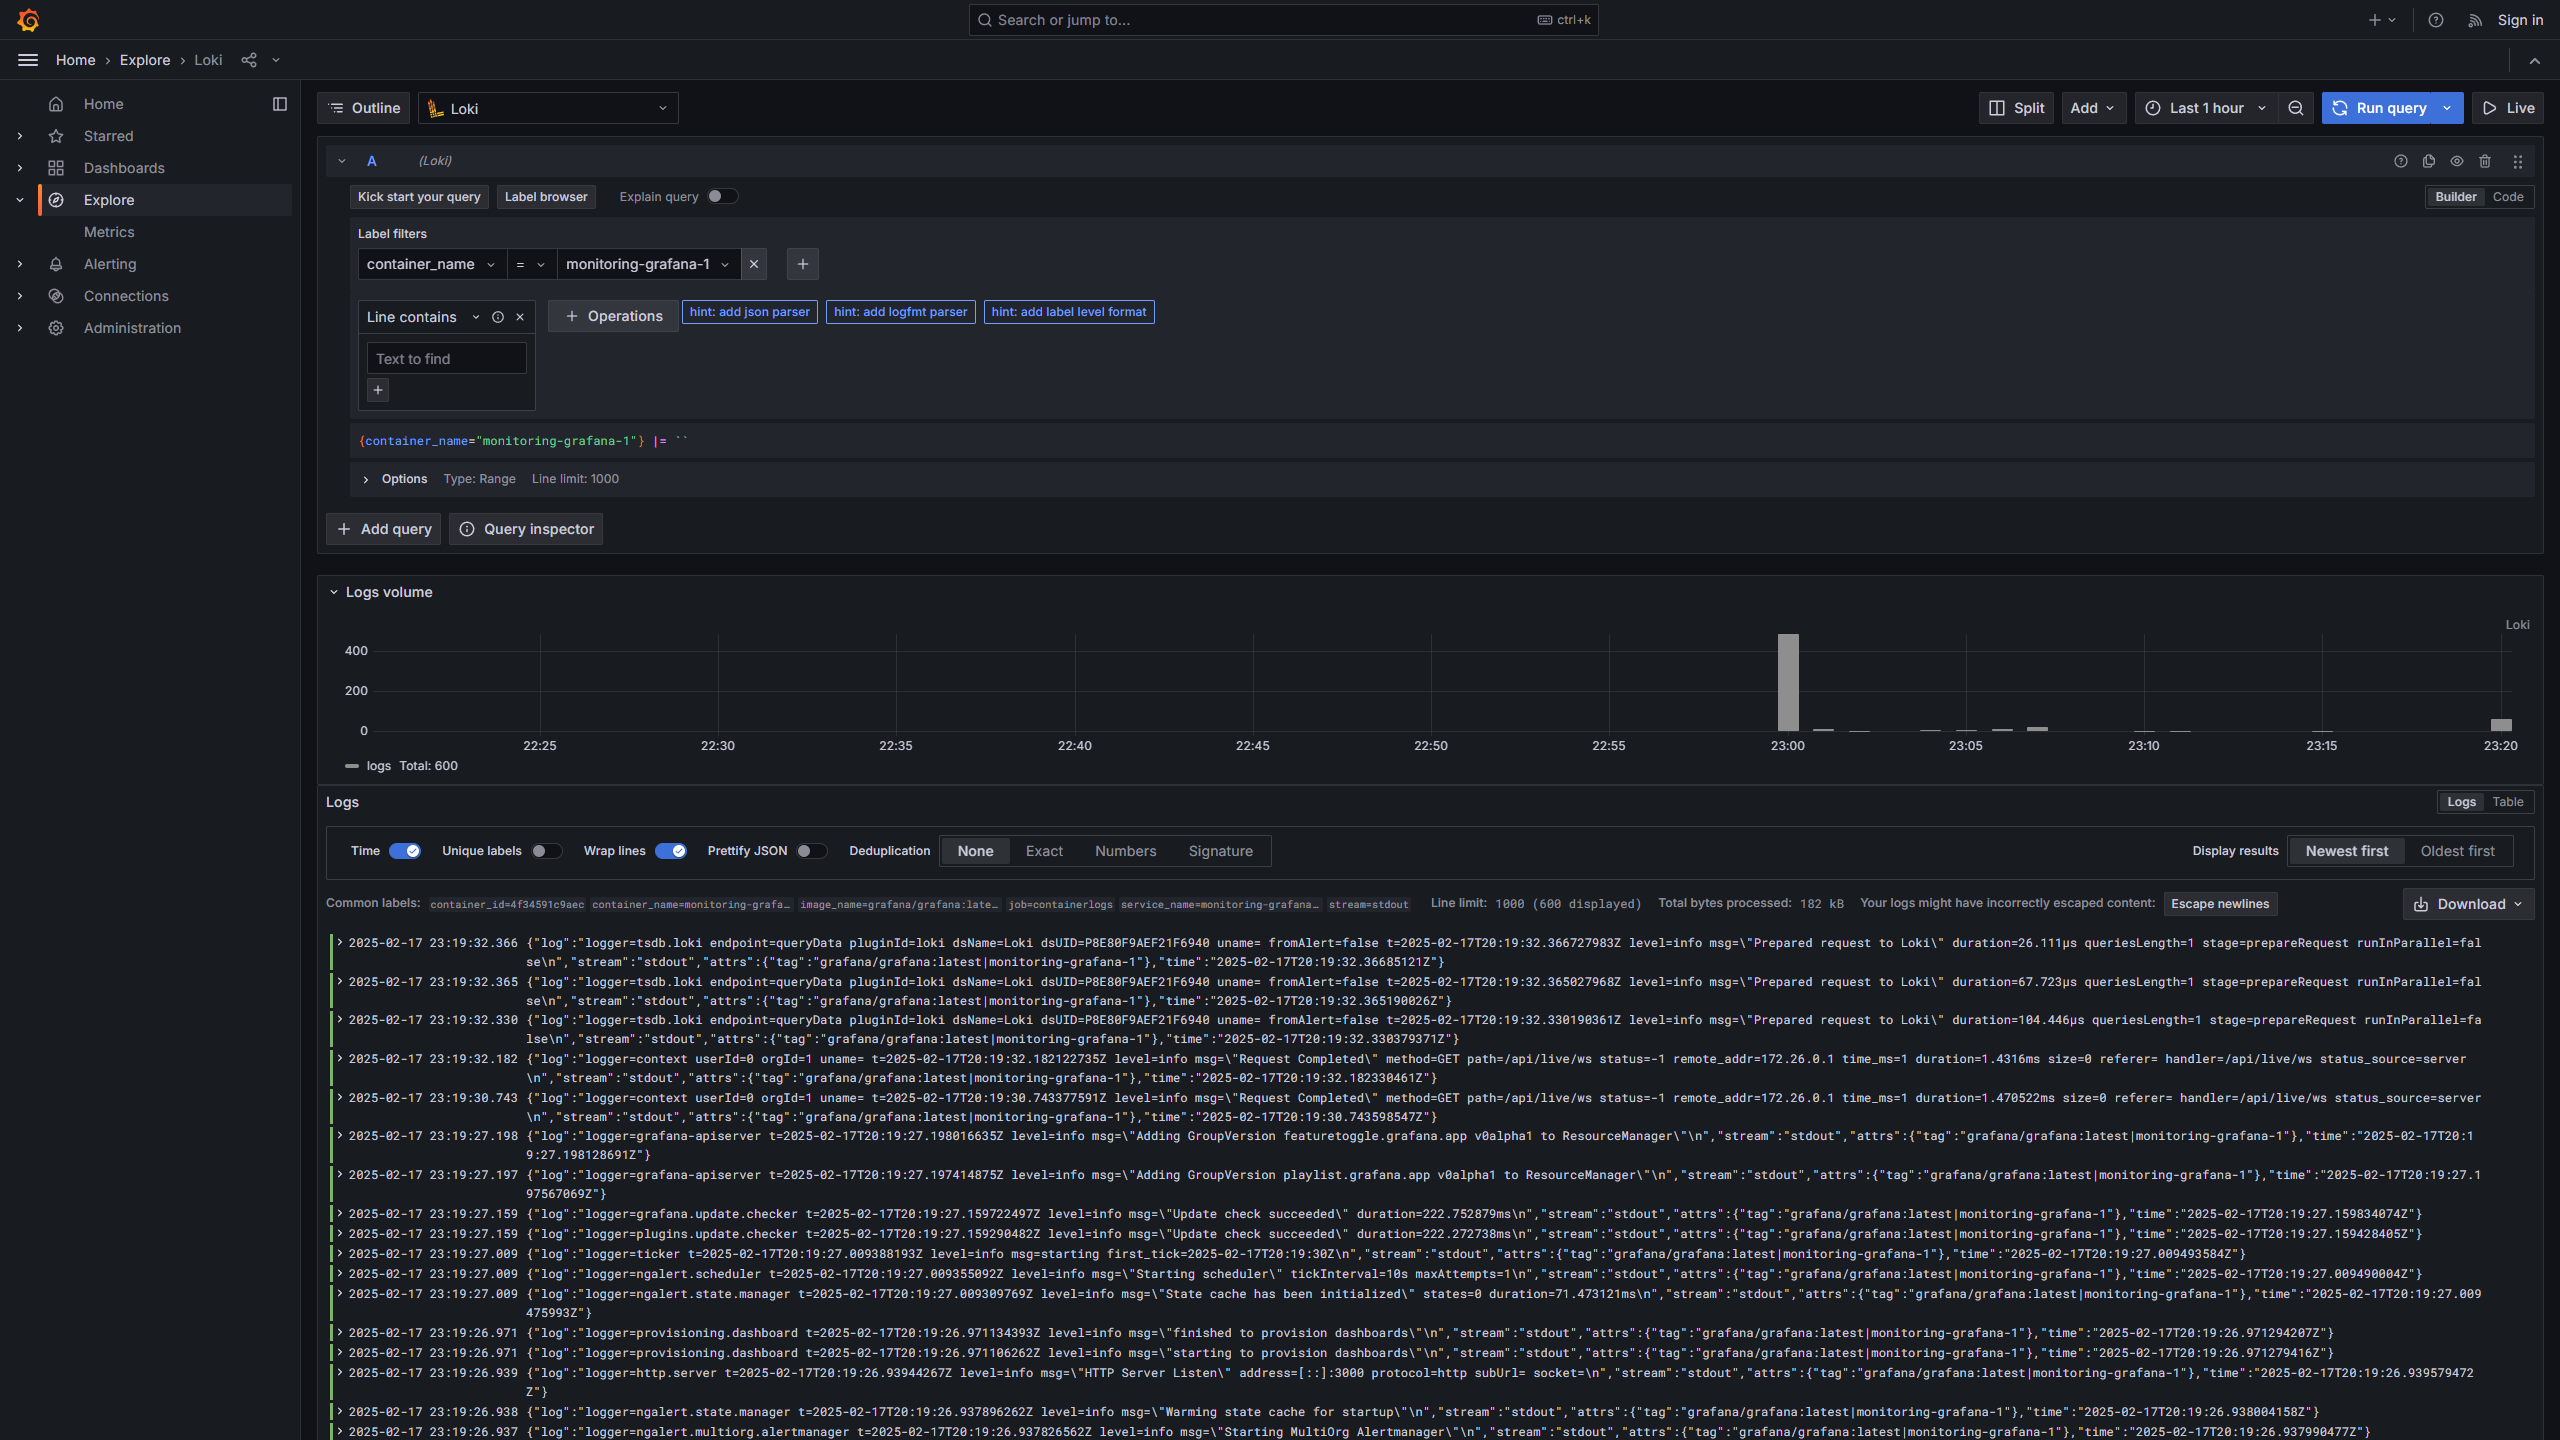 Search or jump to...
ctrl+k
Sign in
Home › Explore › Loki
Home
Starred
Dashboards
Explore
Metrics
Alerting
Connections
Administration
Outline
Loki
Split
Add
Last 1 hour
Run query
Live
A
(Loki)
Kick start your query
Label browser
Explain query
Builder
Code
Label filters
container_name
=
monitoring-grafana-1
Line contains
Operations
hint: add json parser
hint: add logfmt parser
hint: add label level format
Text to find
{container_name="monitoring-grafana-1"} |= ``
Options
Type: Range
Line limit: 1000
Add query
Query inspector
Logs volume
Loki
400
200
0
22:25
22:30
22:35
22:40
22:45
22:50
22:55
23:00
23:05
23:10
23:15
23:20
logs Total: 600
Logs
Logs
Table
Time
Unique labels
Wrap lines
Prettify JSON
Deduplication
None
Exact
Numbers
Signature
Display results
Newest first
Oldest first
Common labels: container_id=4f34591c9aec container_name=monitoring-grafa… image_name=grafana/grafana:late… job=containerlogs service_name=monitoring-grafana… stream=stdout Line limit: 1000 (600 displayed) Total bytes processed: 182 kB Your logs might have incorrectly escaped content: Escape newlines
Download
2025-02-17 23:19:32.366 {"log":"logger=tsdb.loki endpoint=queryData pluginId=loki dsName=Loki dsUID=P8E80F9AEF21F6940 uname= fromAlert=false t=2025-02-17T20:19:32.366727983Z level=info msg=\"Prepared request to Loki\" duration=26.111µs queriesLength=1 stage=prepareRequest runInParallel=fal
se\n","stream":"stdout","attrs":{"tag":"grafana/grafana:latest|monitoring-grafana-1"},"time":"2025-02-17T20:19:32.36685121Z"}
2025-02-17 23:19:32.365 {"log":"logger=tsdb.loki endpoint=queryData pluginId=loki dsName=Loki dsUID=P8E80F9AEF21F6940 uname= fromAlert=false t=2025-02-17T20:19:32.365027968Z level=info msg=\"Prepared request to Loki\" duration=67.723µs queriesLength=1 stage=prepareRequest runInParallel=fal
se\n","stream":"stdout","attrs":{"tag":"grafana/grafana:latest|monitoring-grafana-1"},"time":"2025-02-17T20:19:32.365190026Z"}
2025-02-17 23:19:32.330 {"log":"logger=tsdb.loki endpoint=queryData pluginId=loki dsName=Loki dsUID=P8E80F9AEF21F6940 uname= fromAlert=false t=2025-02-17T20:19:32.330190361Z level=info msg=\"Prepared request to Loki\" duration=104.446µs queriesLength=1 stage=prepareRequest runInParallel=fa
lse\n","stream":"stdout","attrs":{"tag":"grafana/grafana:latest|monitoring-grafana-1"},"time":"2025-02-17T20:19:32.330379371Z"}
2025-02-17 23:19:32.182 {"log":"logger=context userId=0 orgId=1 uname= t=2025-02-17T20:19:32.182122735Z level=info msg=\"Request Completed\" method=GET path=/api/live/ws status=-1 remote_addr=172.26.0.1 time_ms=1 duration=1.4316ms size=0 referer= handler=/api/live/ws status_source=server
\n","stream":"stdout","attrs":{"tag":"grafana/grafana:latest|monitoring-grafana-1"},"time":"2025-02-17T20:19:32.182330461Z"}
2025-02-17 23:19:30.743 {"log":"logger=context userId=0 orgId=1 uname= t=2025-02-17T20:19:30.743377591Z level=info msg=\"Request Completed\" method=GET path=/api/live/ws status=-1 remote_addr=172.26.0.1 time_ms=1 duration=1.470522ms size=0 referer= handler=/api/live/ws status_source=server
\n","stream":"stdout","attrs":{"tag":"grafana/grafana:latest|monitoring-grafana-1"},"time":"2025-02-17T20:19:30.743598547Z"}
2025-02-17 23:19:27.198 {"log":"logger=grafana-apiserver t=2025-02-17T20:19:27.198016635Z level=info msg=\"Adding GroupVersion featuretoggle.grafana.app v0alpha1 to ResourceManager\"\n","stream":"stdout","attrs":{"tag":"grafana/grafana:latest|monitoring-grafana-1"},"time":"2025-02-17T20:1
9:27.198128691Z"}
2025-02-17 23:19:27.197 {"log":"logger=grafana-apiserver t=2025-02-17T20:19:27.197414875Z level=info msg=\"Adding GroupVersion playlist.grafana.app v0alpha1 to ResourceManager\"\n","stream":"stdout","attrs":{"tag":"grafana/grafana:latest|monitoring-grafana-1"},"time":"2025-02-17T20:19:27.1
97567069Z"}
2025-02-17 23:19:27.159 {"log":"logger=grafana.update.checker t=2025-02-17T20:19:27.159722497Z level=info msg=\"Update check succeeded\" duration=222.752879ms\n","stream":"stdout","attrs":{"tag":"grafana/grafana:latest|monitoring-grafana-1"},"time":"2025-02-17T20:19:27.159834074Z"}
2025-02-17 23:19:27.159 {"log":"logger=plugins.update.checker t=2025-02-17T20:19:27.159290482Z level=info msg=\"Update check succeeded\" duration=222.272738ms\n","stream":"stdout","attrs":{"tag":"grafana/grafana:latest|monitoring-grafana-1"},"time":"2025-02-17T20:19:27.159428405Z"}
2025-02-17 23:19:27.009 {"log":"logger=ticker t=2025-02-17T20:19:27.009388193Z level=info msg=starting first_tick=2025-02-17T20:19:30Z\n","stream":"stdout","attrs":{"tag":"grafana/grafana:latest|monitoring-grafana-1"},"time":"2025-02-17T20:19:27.009493584Z"}
2025-02-17 23:19:27.009 {"log":"logger=ngalert.scheduler t=2025-02-17T20:19:27.009355092Z level=info msg=\"Starting scheduler\" tickInterval=10s maxAttempts=1\n","stream":"stdout","attrs":{"tag":"grafana/grafana:latest|monitoring-grafana-1"},"time":"2025-02-17T20:19:27.009490004Z"}
2025-02-17 23:19:27.009 {"log":"logger=ngalert.state.manager t=2025-02-17T20:19:27.009309769Z level=info msg=\"State cache has been initialized\" states=0 duration=71.473121ms\n","stream":"stdout","attrs":{"tag":"grafana/grafana:latest|monitoring-grafana-1"},"time":"2025-02-17T20:19:27.009
475993Z"}
2025-02-17 23:19:26.971 {"log":"logger=provisioning.dashboard t=2025-02-17T20:19:26.971134393Z level=info msg=\"finished to provision dashboards\"\n","stream":"stdout","attrs":{"tag":"grafana/grafana:latest|monitoring-grafana-1"},"time":"2025-02-17T20:19:26.971294207Z"}
2025-02-17 23:19:26.971 {"log":"logger=provisioning.dashboard t=2025-02-17T20:19:26.971106262Z level=info msg=\"starting to provision dashboards\"\n","stream":"stdout","attrs":{"tag":"grafana/grafana:latest|monitoring-grafana-1"},"time":"2025-02-17T20:19:26.971279416Z"}
2025-02-17 23:19:26.939 {"log":"logger=http.server t=2025-02-17T20:19:26.93944267Z level=info msg=\"HTTP Server Listen\" address=[::]:3000 protocol=http subUrl= socket=\n","stream":"stdout","attrs":{"tag":"grafana/grafana:latest|monitoring-grafana-1"},"time":"2025-02-17T20:19:26.939579472
Z"}
2025-02-17 23:19:26.938 {"log":"logger=ngalert.state.manager t=2025-02-17T20:19:26.937896262Z level=info msg=\"Warming state cache for startup\"\n","stream":"stdout","attrs":{"tag":"grafana/grafana:latest|monitoring-grafana-1"},"time":"2025-02-17T20:19:26.938004158Z"}
2025-02-17 23:19:26.937 {"log":"logger=ngalert.multiorg.alertmanager t=2025-02-17T20:19:26.937826562Z level=info msg=\"Starting MultiOrg Alertmanager\"\n","stream":"stdout","attrs":{"tag":"grafana/grafana:latest|monitoring-grafana-1"},"time":"2025-02-17T20:19:26.937990477Z"}